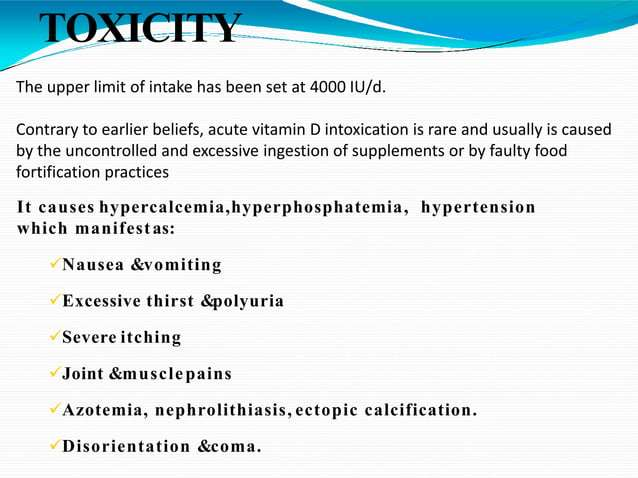 TOXICITY
The upper limit of intake has been set at 4000 IU/d.
Contrary to earlier beliefs, acute vitamin D intoxication is rare and usually is caused
by the uncontrolled and excessive ingestion of supplements or by faulty food
fortification practices
It causes hypercalcemia,hyperphosphatemia, hypertension
which manifest as:
Nausea &vomiting
Excessive thirst &polyuria
Severe itching
Joint &muscle pains
Azotemia, nephrolithiasis, ectopic calcification.
Disorientation &coma.